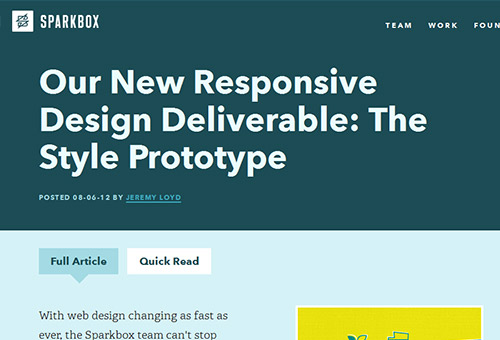 SPARKBOX
TEAM WORK FOUN
Our New Responsive
Design Deliverable: The
Style Prototype
POSTED 08-06-12 BY JEREMY LOYD
Full Article Quick Read
With web design changing as fast as
ever, the Sparkbox team can't stop